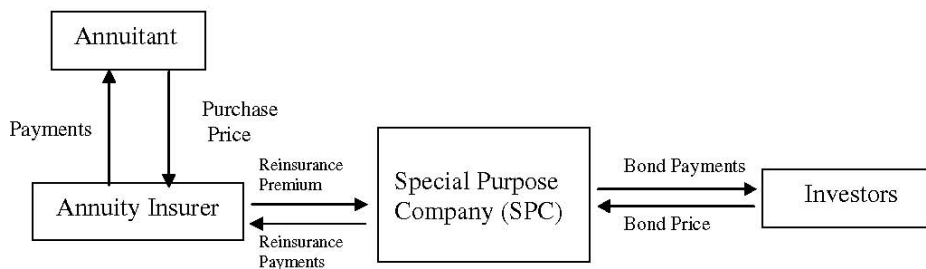 Annuitant
Payments
Purchase
Price
Annuity Insurer
Reinsurance
Premium
Reinsurance
Payments
Special Purpose
Company (SPC)
Bond Payments
Bond Price
Investors